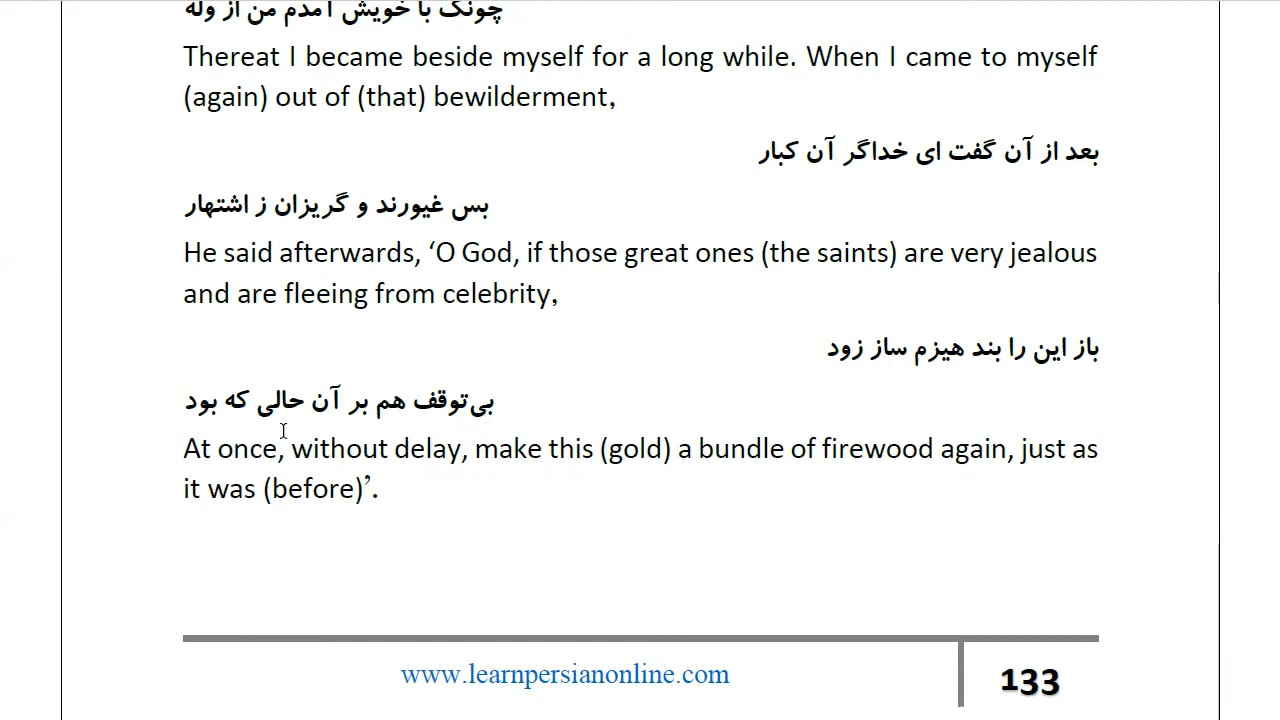 چونک با خویش آمدم من از وله
Thereat I became beside myself for a long while. When I came to myself
(again) out of (that) bewilderment,
بعد از آن گفت ای خداگر آن کبار
بس غیورند و گریزان ز اشتهار
He said afterwards, ‘O God, if those great ones (the saints) are very jealous
and are fleeing from celebrity,
باز این را بند هیزم ساز زود
بی‌توقف هم بر آن حالی که بود
At once, without delay, make this (gold) a bundle of firewood again, just as
it was (before)’.
www.learnpersianonline.com
133